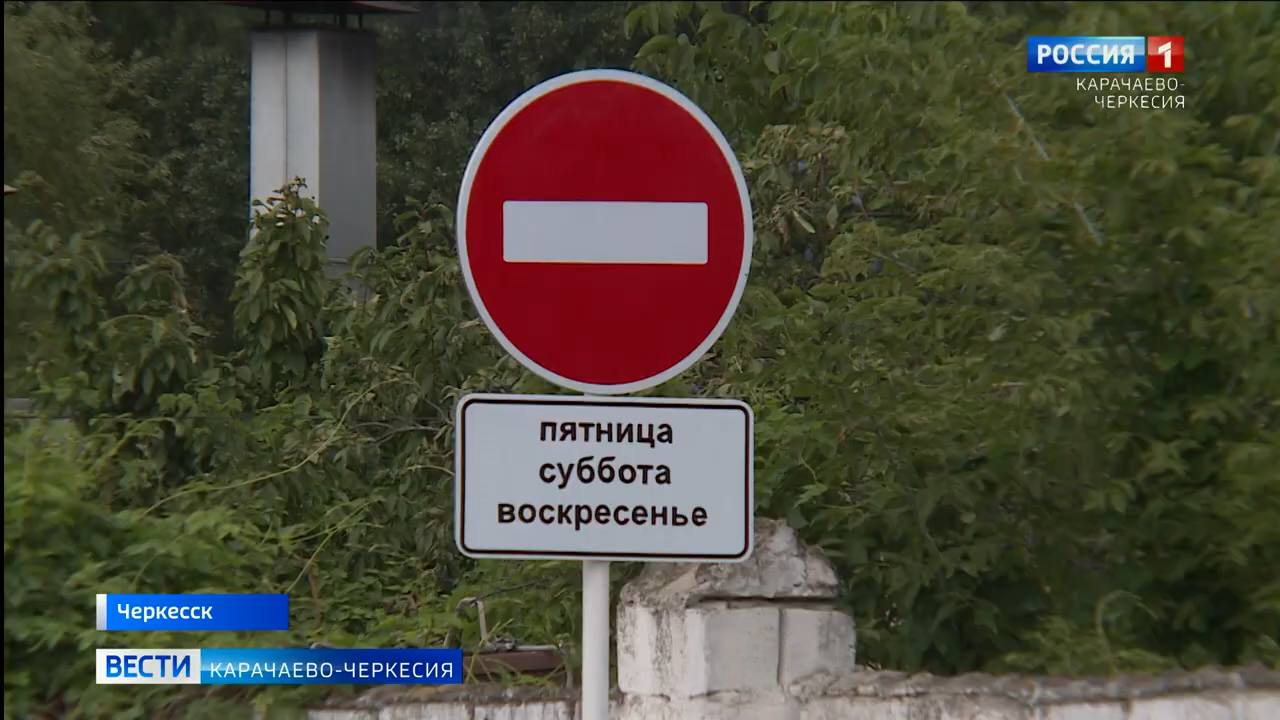 РОССИЯ 1
КАРАЧАЕВО-
ЧЕРКЕСИЯ
пятница
суббота
воскресенье
Черкесск
ВЕСТИ КАРАЧАЕВО-ЧЕРКЕСИЯ